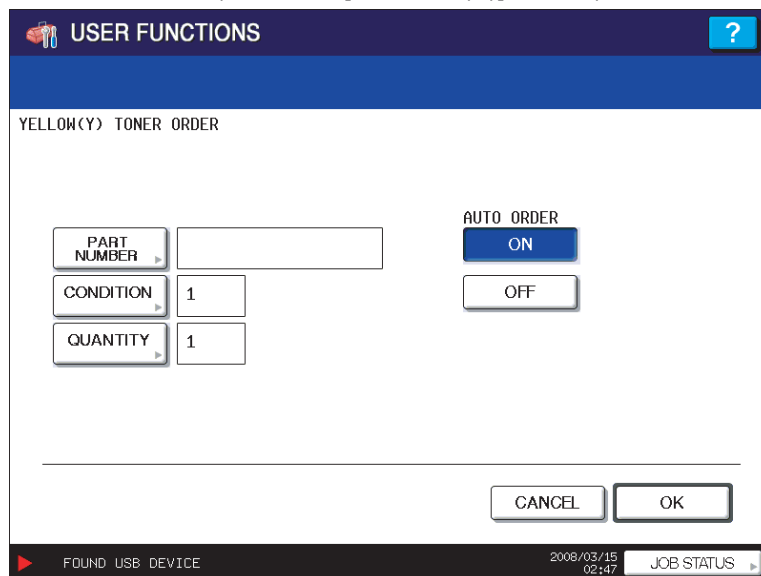 USER FUNCTIONS
?
YELLOW(Y) TONER ORDER
AUTO ORDER
PART
NUMBER
ON
CONDITION
1
OFF
QUANTITY
1
CANCEL
OK
FOUND USB DEVICE
2008/03/15
02:47
JOB STATUS